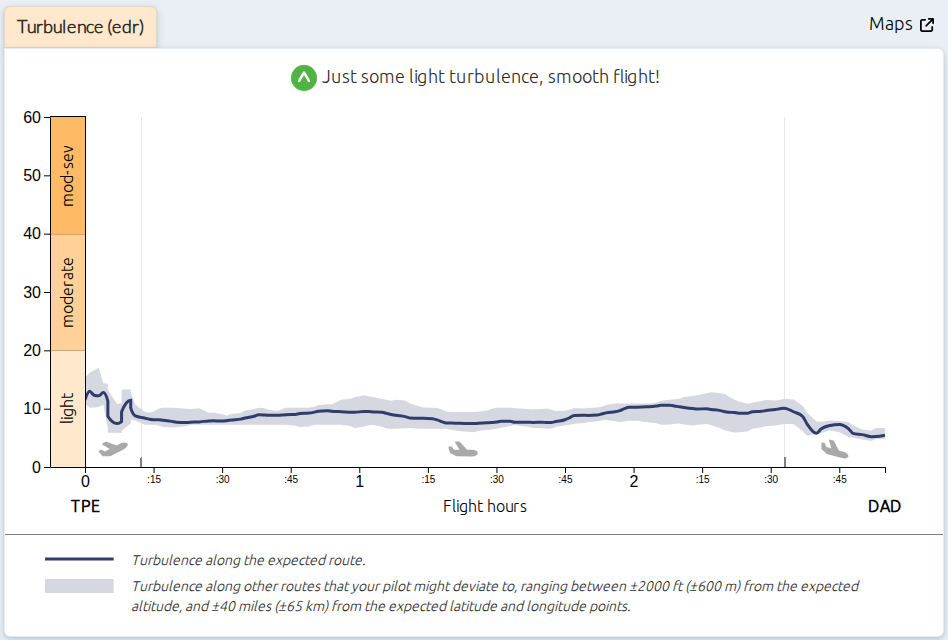 Turbulence (edr)
Maps
Just some light turbulence, smooth flight!
60
50
40
30
20
10
0
mod-sev
moderate
light
0 :15 :30 :45 1 :15 :30 :45 2 :15 :30 :45
TPE Flight hours DAD
Turbulence along the expected route.
Turbulence along other routes that your pilot might deviate to, ranging between ±2000 ft (±600 m) from the expected
altitude, and ±40 miles (±65 km) from the expected latitude and longitude points.